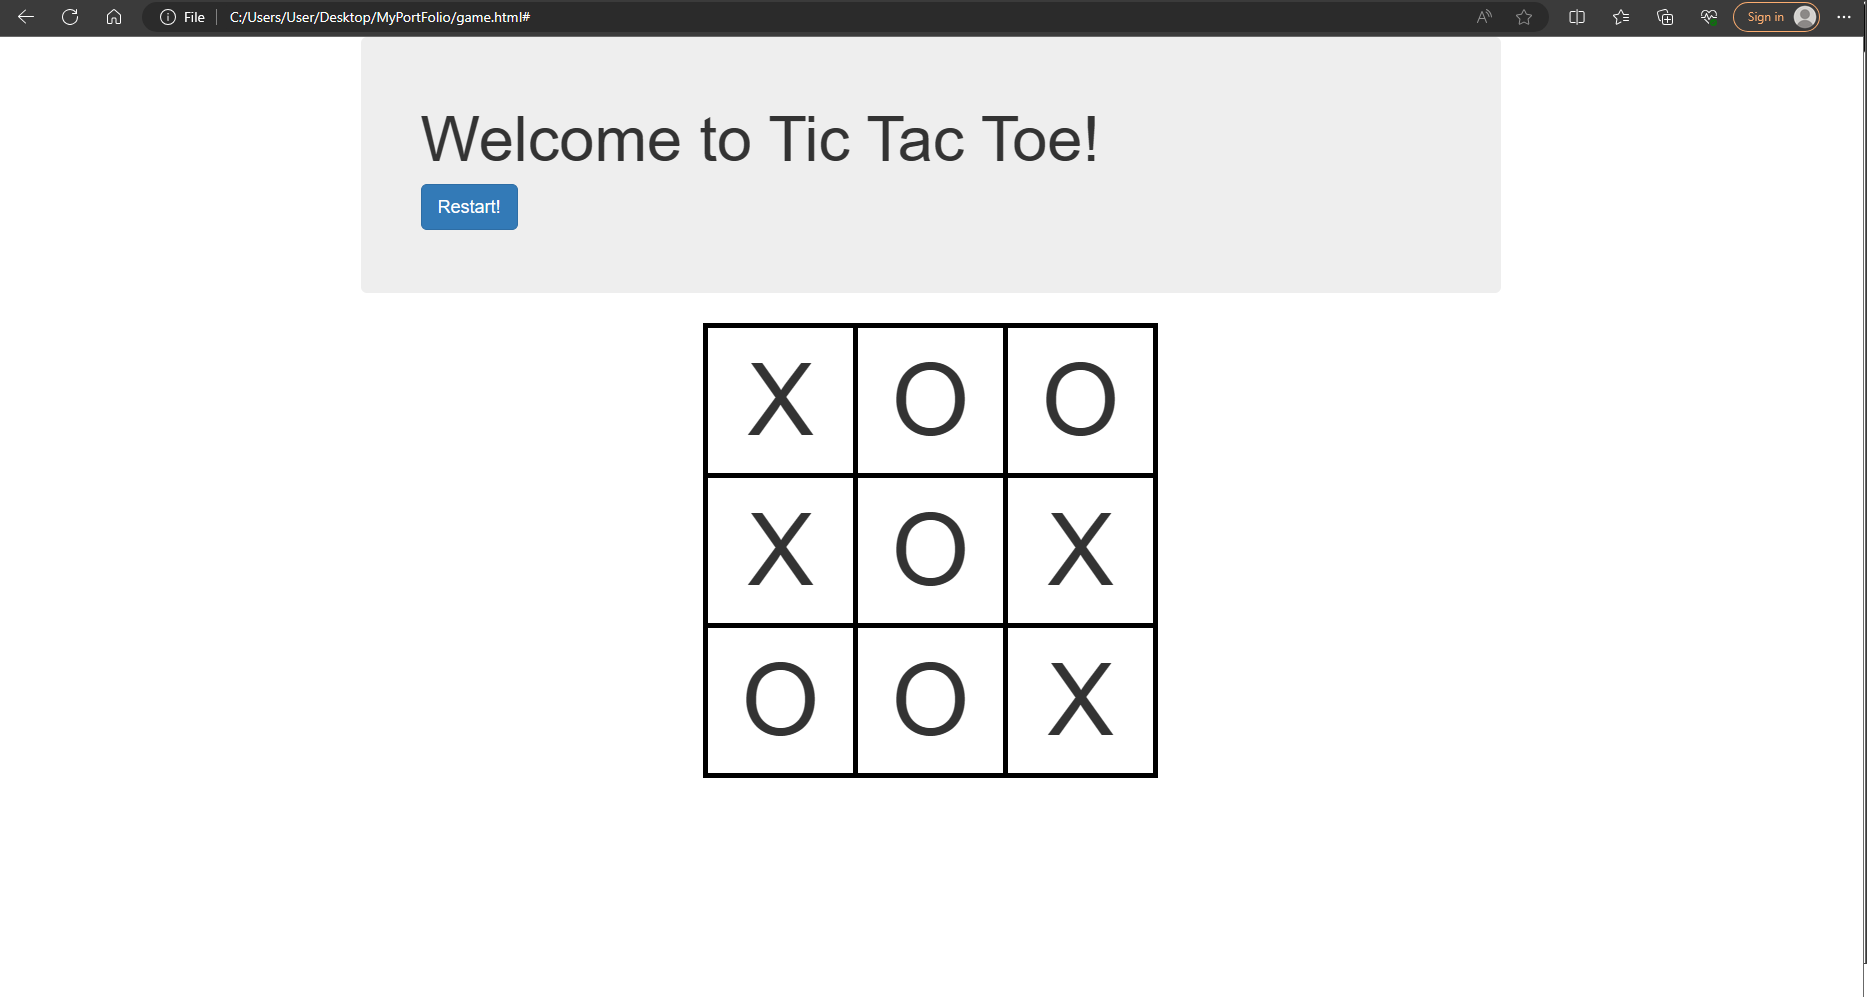 File C:/Users/User/Desktop/MyPortFolio/game.html# A Sign in
Welcome to Tic Tac Toe!
Restart!
X O O
X O X
O O X